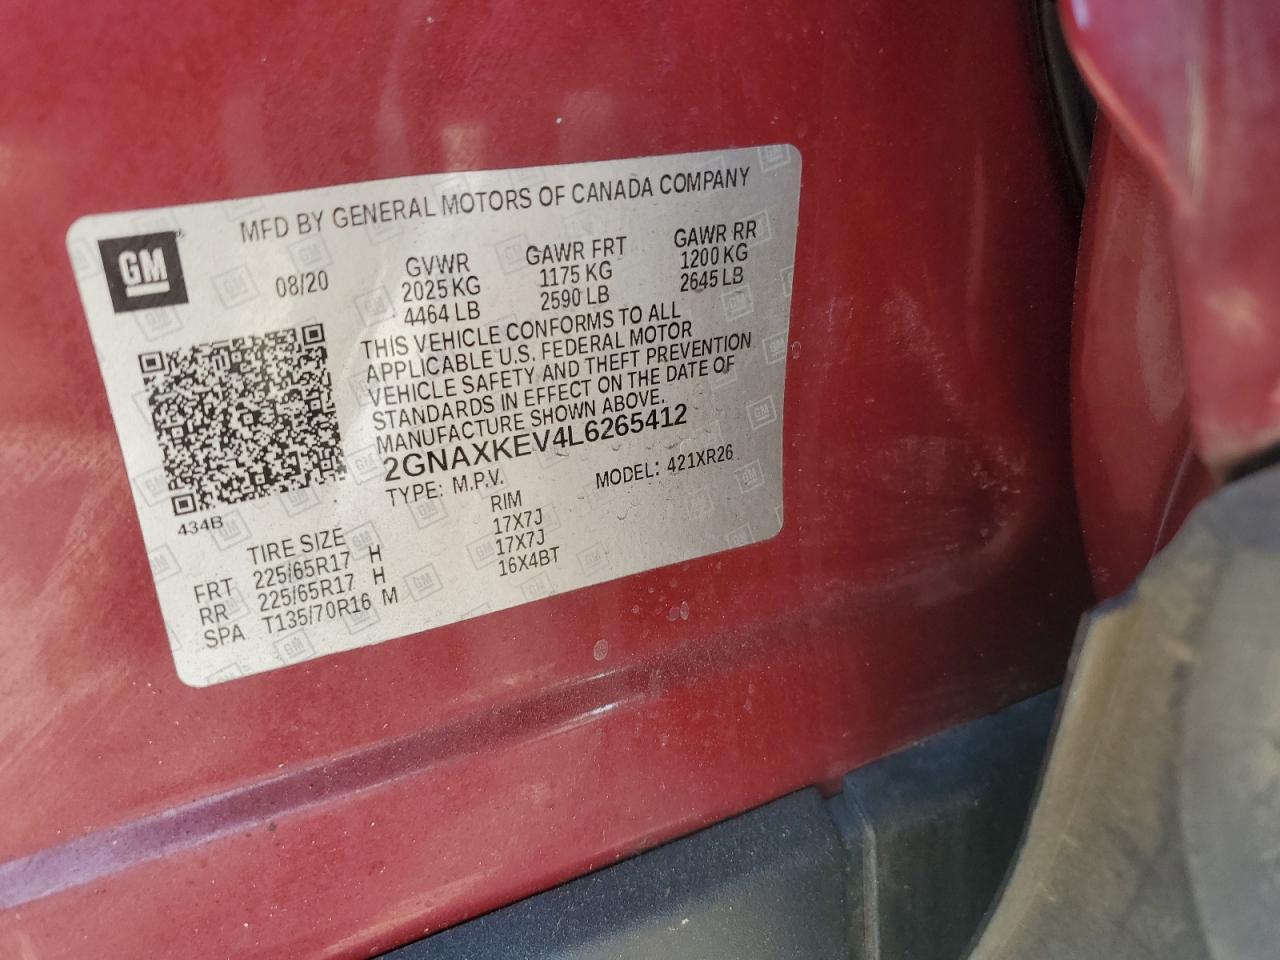 MFD BY GENERAL MOTORS OF CANADA COMPANY
GM
08/20
GVWR GAWR FRT GAWR RR
2025 KG 1175 KG 1200 KG
4464 LB 2590 LB 2645 LB
THIS VEHICLE CONFORMS TO ALL
APPLICABLE U.S. FEDERAL MOTOR
VEHICLE SAFETY AND THEFT PREVENTION
STANDARDS IN EFFECT ON THE DATE OF
MANUFACTURE SHOWN ABOVE.
2GNAXKEV4L6265412
TYPE: M.P.V. MODEL: 421XR26
434B
TIRE SIZE RIM
FRT 225/65R17 H 17X7J
RR 225/65R17 H 17X7J
SPA T135/70R16 M 16X4BT